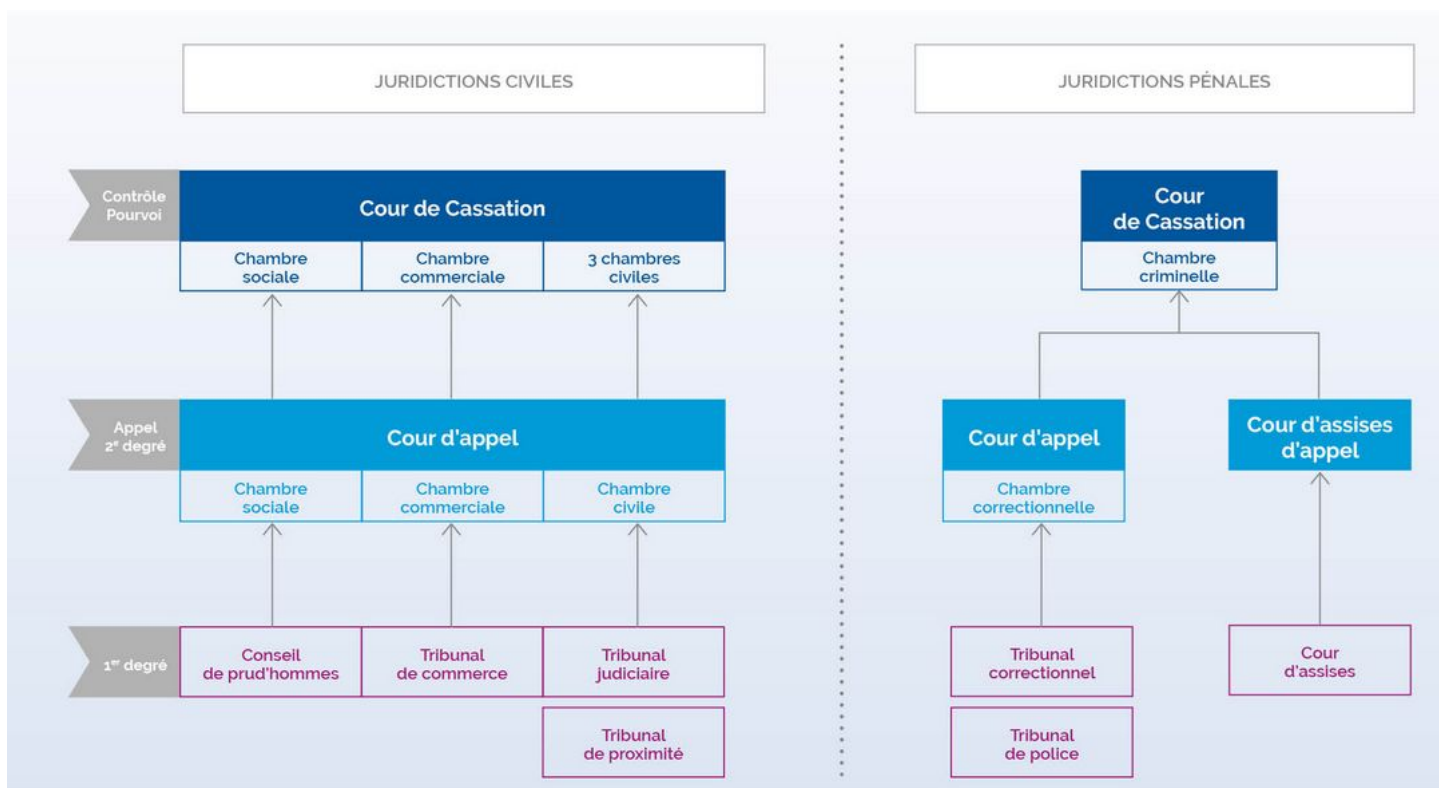 JURIDICTIONS CIVILES
JURIDICTIONS PÉNALES
Contrôle
Pourvoi
Cour de Cassation
Chambre
sociale
Chambre
commerciale
3 chambres
civiles
Cour
de Cassation
Chambre
criminelle
Appel
2e degré
Cour d'appel
Chambre
sociale
Chambre
commerciale
Chambre
civile
Cour d'appel
Chambre
correctionnelle
Cour d'assises
d'appel
1er degré
Conseil
de prud'hommes
Tribunal
de commerce
Tribunal
judiciaire
Tribunal
de proximité
Tribunal
correctionnel
Tribunal
de police
Cour
d'assises